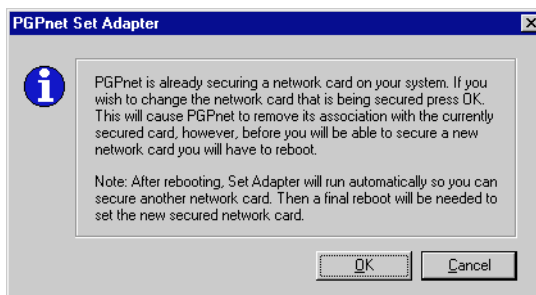 PGPnet Set Adapter
PGPnet is already securing a network card on your system. If you
wish to change the network card that is being secured press OK.
This will cause PGPnet to remove its association with the currently
secured card, however, before you will be able to secure a new
network card you will have to reboot.
Note: After rebooting, Set Adapter will run automatically so you can
secure another network card. Then a final reboot will be needed to
set the new secured network card.
OK
Cancel